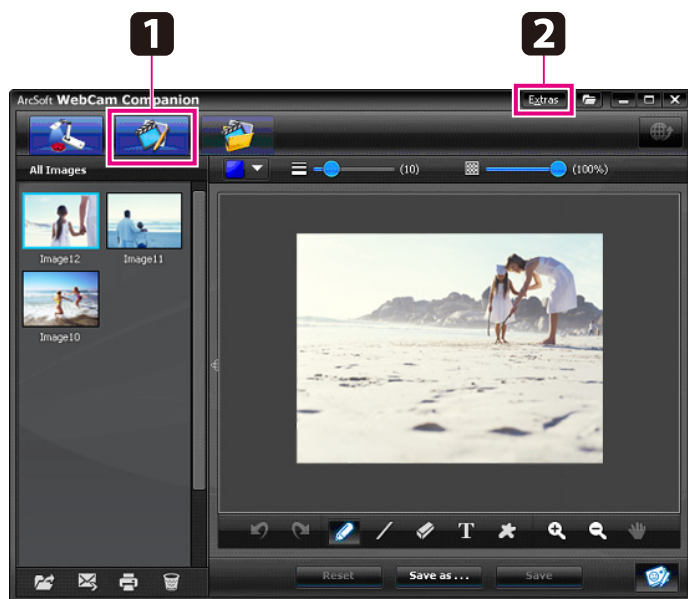 1 2
ArcSoft WebCam Companion Extras
All Images (10) (100%)
Image12 Image11
Image10
T
Reset Save as... Save